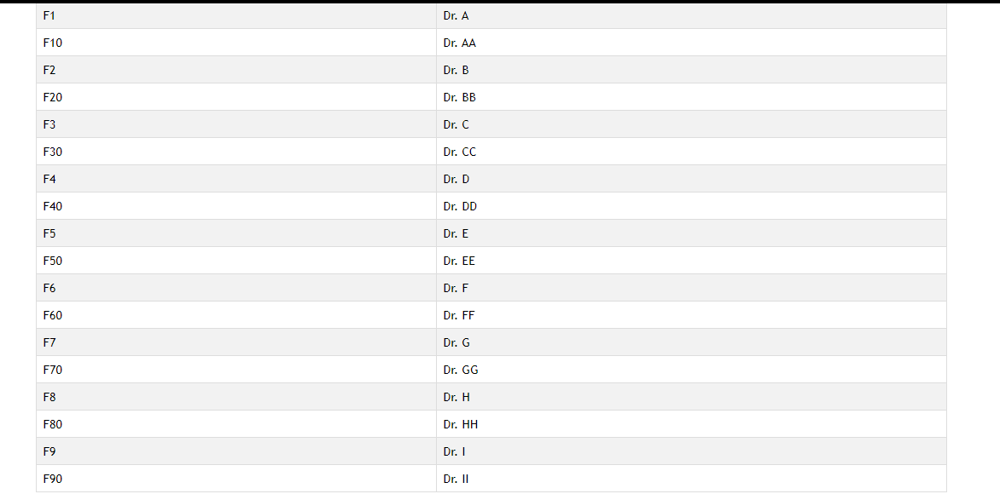 F1 Dr. A
F10 Dr. AA
F2 Dr. B
F20 Dr. BB
F3 Dr. C
F30 Dr. CC
F4 Dr. D
F40 Dr. DD
F5 Dr. E
F50 Dr. EE
F6 Dr. F
F60 Dr. FF
F7 Dr. G
F70 Dr. GG
F8 Dr. H
F80 Dr. HH
F9 Dr. I
F90 Dr. II